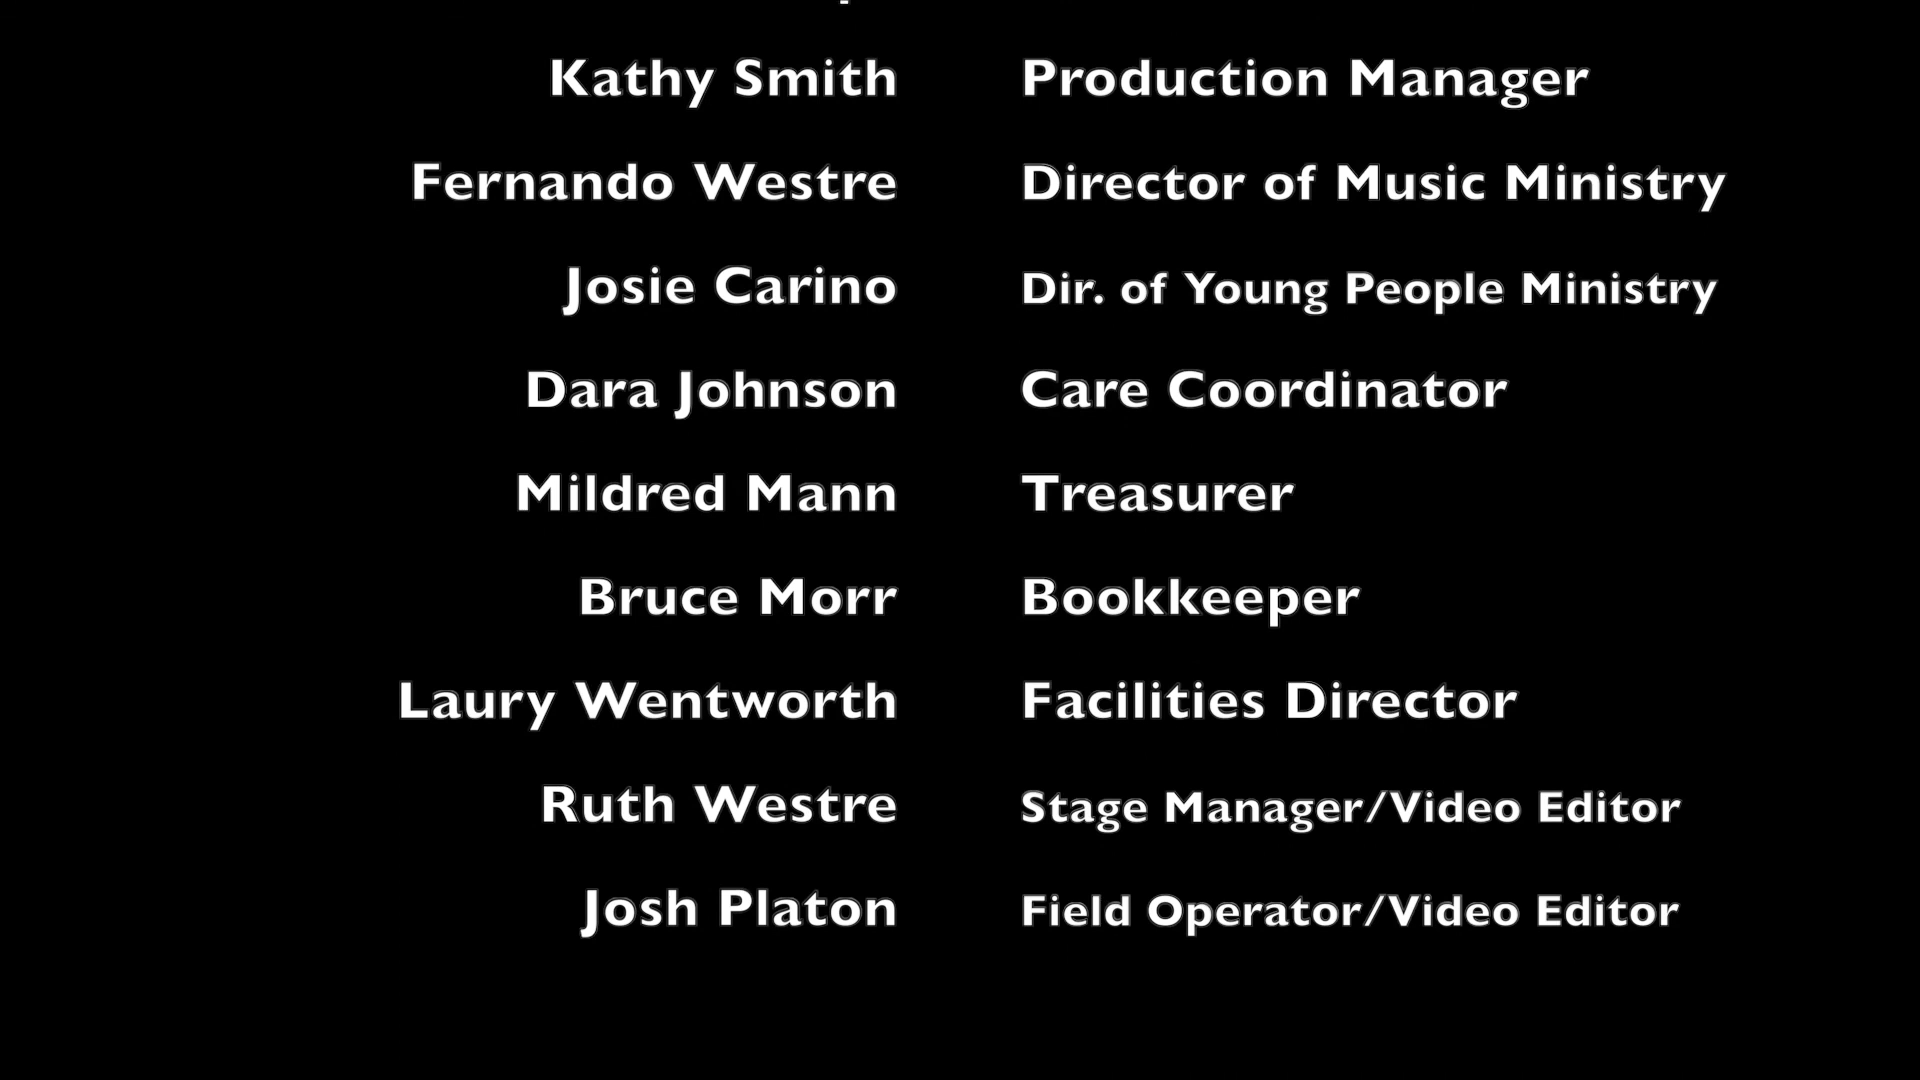 Kathy Smith Production Manager
Fernando Westre Director of Music Ministry
Josie Carino Dir. of Young People Ministry
Dara Johnson Care Coordinator
Mildred Mann Treasurer
Bruce Morr Bookkeeper
Laury Wentworth Facilities Director
Ruth Westre Stage Manager/Video Editor
Josh Platon Field Operator/Video Editor